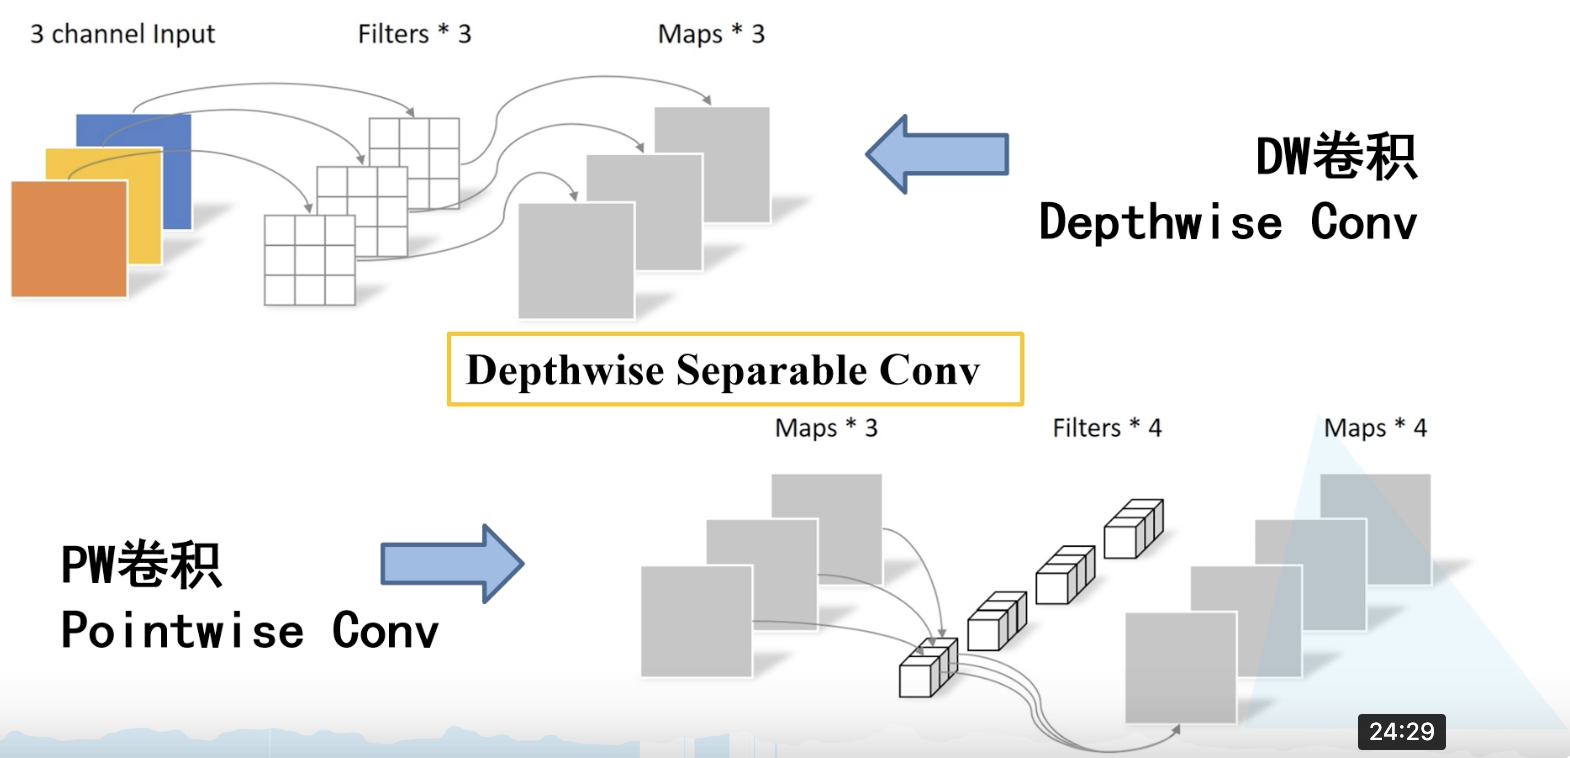 3 channel Input
Filters * 3
Maps * 3
DW卷积
Depthwise Conv
Depthwise Separable Conv
Maps * 3
Filters * 4
Maps * 4
PW卷积
Pointwise Conv
24:29